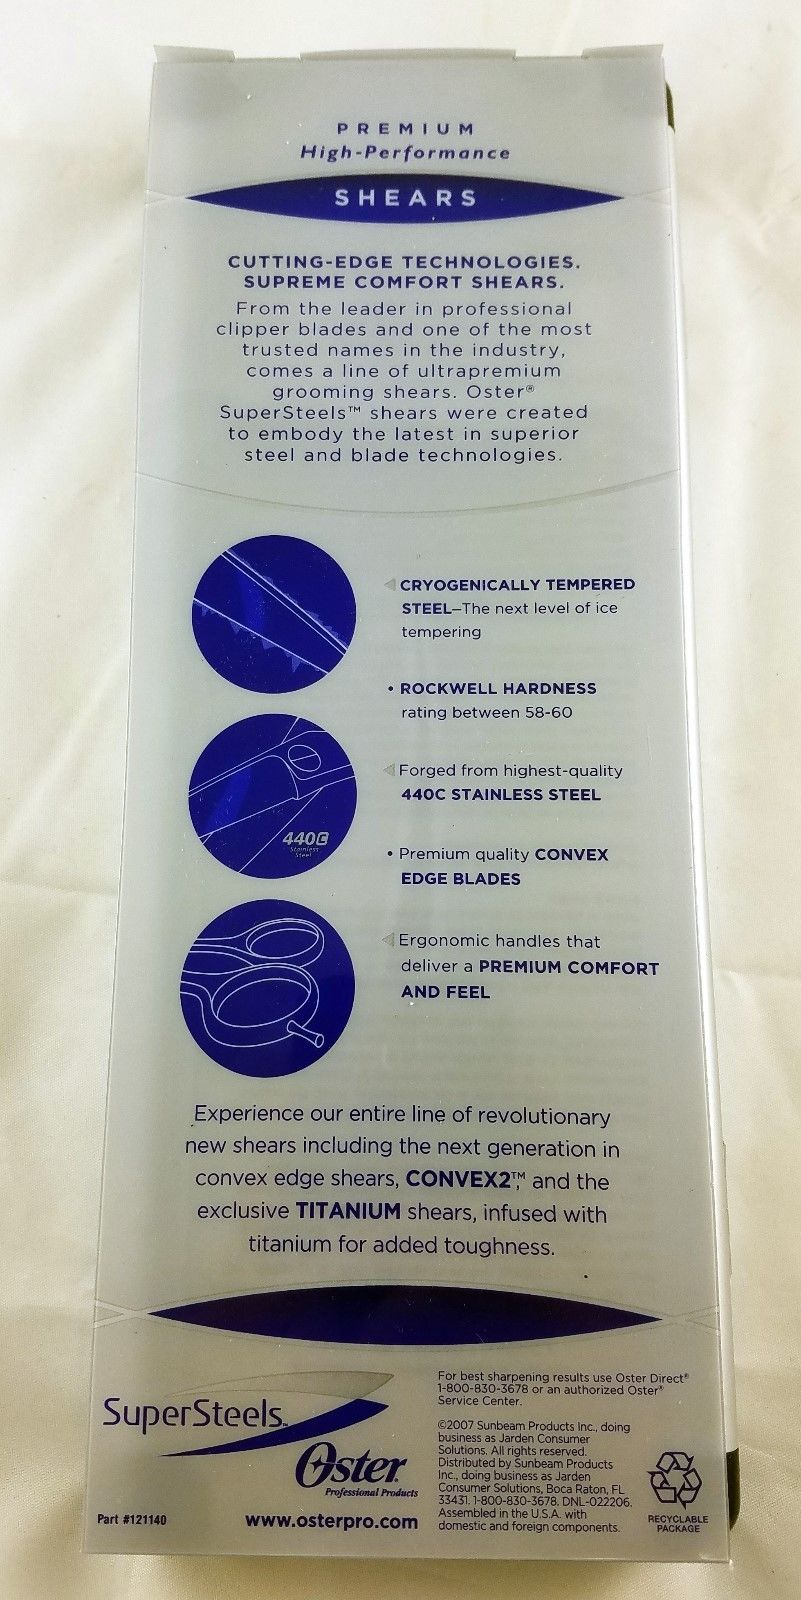 PREMIUM
High-Performance
SHEARS
CUTTING-EDGE TECHNOLOGIES.
SUPREME COMFORT SHEARS.
From the leader in professional
clipper blades and one of the most
trusted names in the industry,
comes a line of ultrapremium
grooming shears. Oster®
SuperSteels™ shears were created
to embody the latest in superior
steel and blade technologies.
CRYOGENICALLY TEMPERED
STEEL—The next level of ice
tempering
• ROCKWELL HARDNESS
rating between 58-60
Forged from highest-quality
440C STAINLESS STEEL
440C
Stainless
Steel
• Premium quality CONVEX
EDGE BLADES
Ergonomic handles that
deliver a PREMIUM COMFORT
AND FEEL
Experience our entire line of revolutionary
new shears including the next generation in
convex edge shears, CONVEX2™, and the
exclusive TITANIUM shears, infused with
titanium for added toughness.
SuperSteels™
Oster®
Professional Products
Part #121140
www.osterpro.com
For best sharpening results use Oster Direct®
1-800-830-3678 or an authorized Oster®
Service Center.
©2007 Sunbeam Products Inc., doing
business as Jarden Consumer
Solutions. All rights reserved.
Distributed by Sunbeam Products
Inc., doing business as Jarden
Consumer Solutions, Boca Raton, FL
33431. 1-800-830-3678. DNL-022206.
Assembled in the U.S.A. with
domestic and foreign components.
RECYCLABLE
PACKAGE